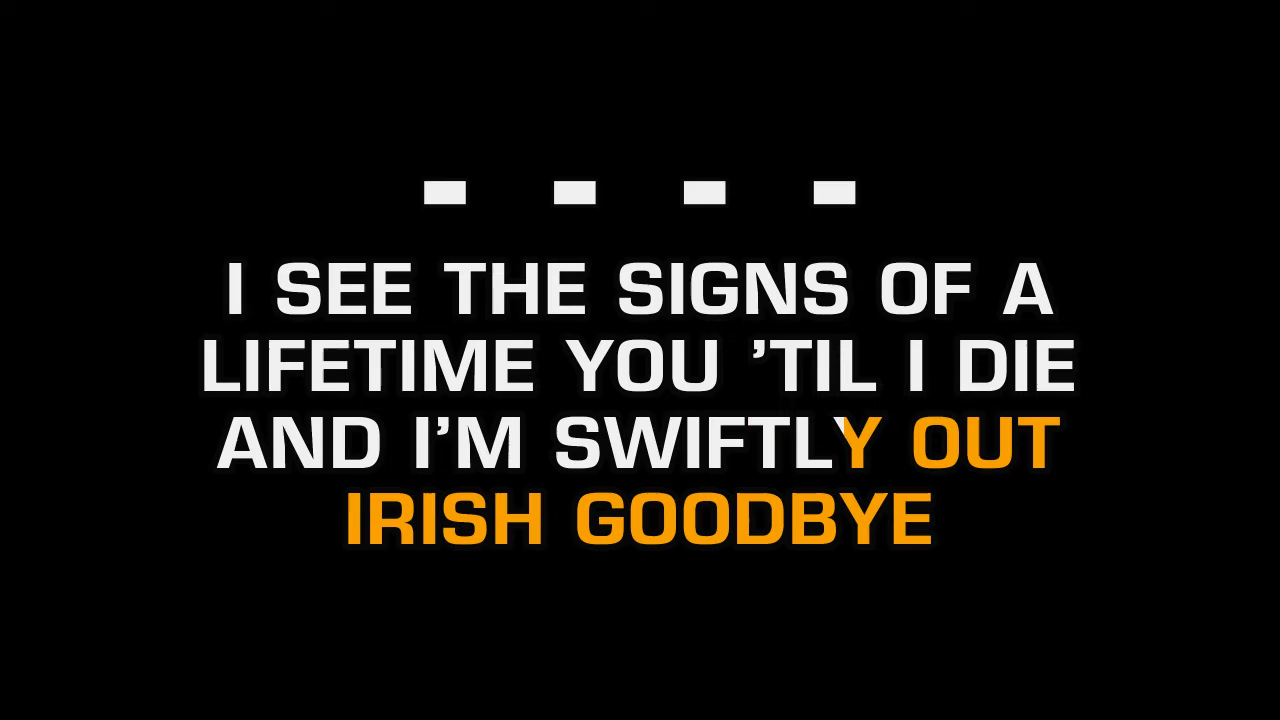 - - - -
I SEE THE SIGNS OF A
LIFETIME YOU ’TIL I DIE
AND I’M SWIFTLY OUT
IRISH GOODBYE